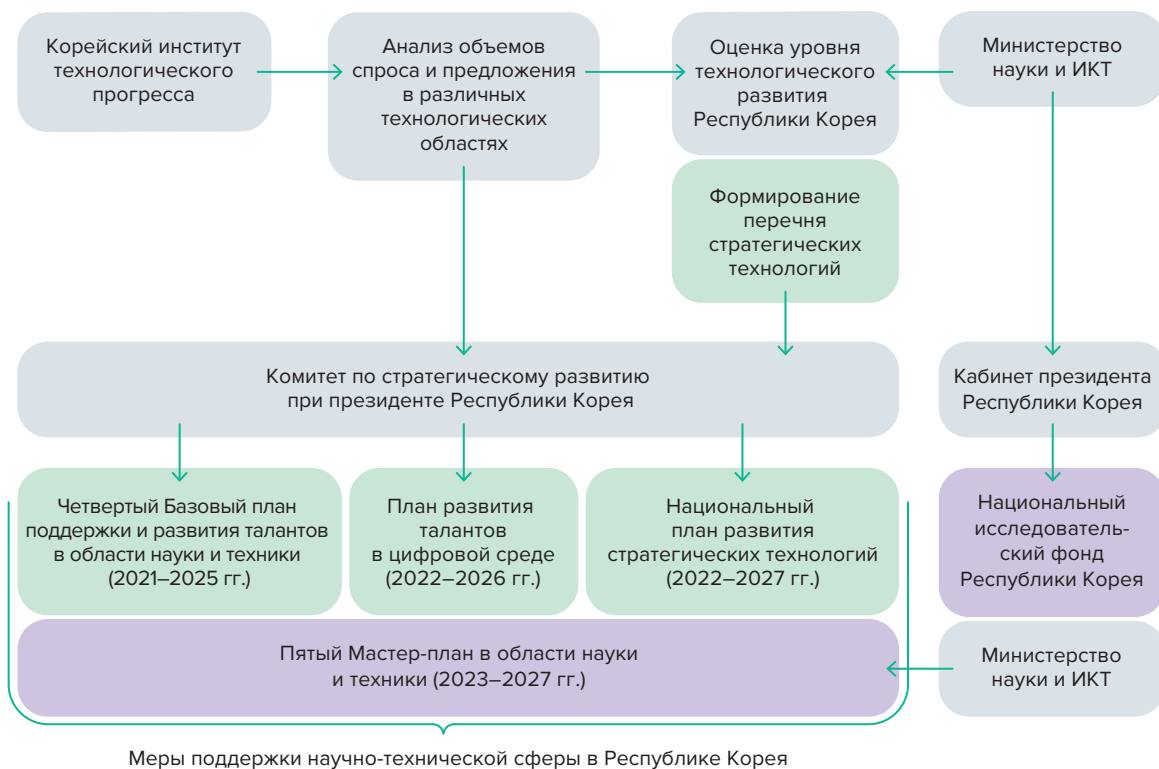 Корейский институт
технологического
прогресса
Анализ объемов
спроса и предложения
в различных
технологических
областях
Оценка уровня
технологического
развития
Республики Корея
Министерство
науки и ИКТ
Формирование
перечня
стратегических
технологий
Комитет по стратегическому развитию
при президенте Республики Корея
Кабинет президента
Республики Корея
Четвертый Базовый план
поддержки и развития талантов
в области науки и техники
(2021–2025 гг.)
План развития
талантов
в цифровой среде
(2022–2026 гг.)
Национальный
план развития
стратегических технологий
(2022–2027 гг.)
Национальный
исследователь-
ский фонд
Республики Корея
Пятый Мастер-план в области науки
и техники (2023–2027 гг.)
Министерство
науки и ИКТ
Меры поддержки научно-технической сферы в Республике Корея